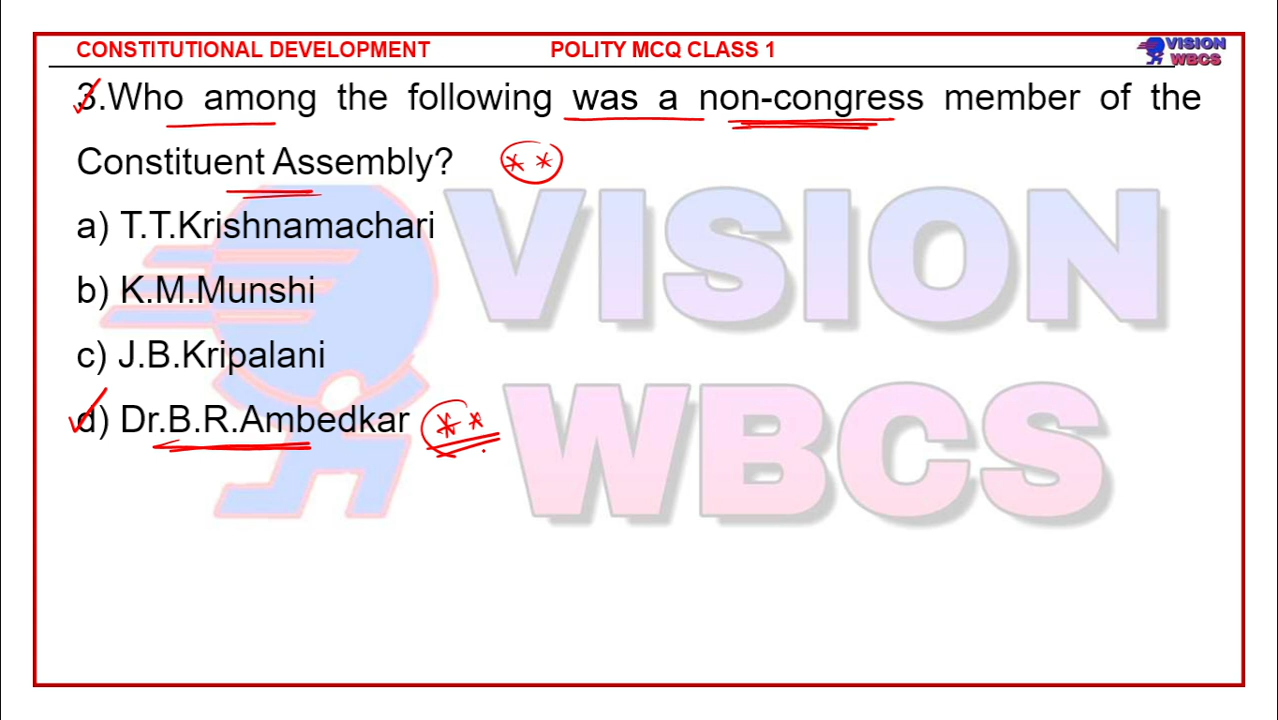 CONSTITUTIONAL DEVELOPMENT POLITY MCQ CLASS 1 VISION WBCS
3.Who among the following was a non-congress member of the
Constituent Assembly?
a) T.T.Krishnamachari
b) K.M.Munshi
c) J.B.Kripalani
d) Dr.B.R.Ambedkar
VISION
WBCS